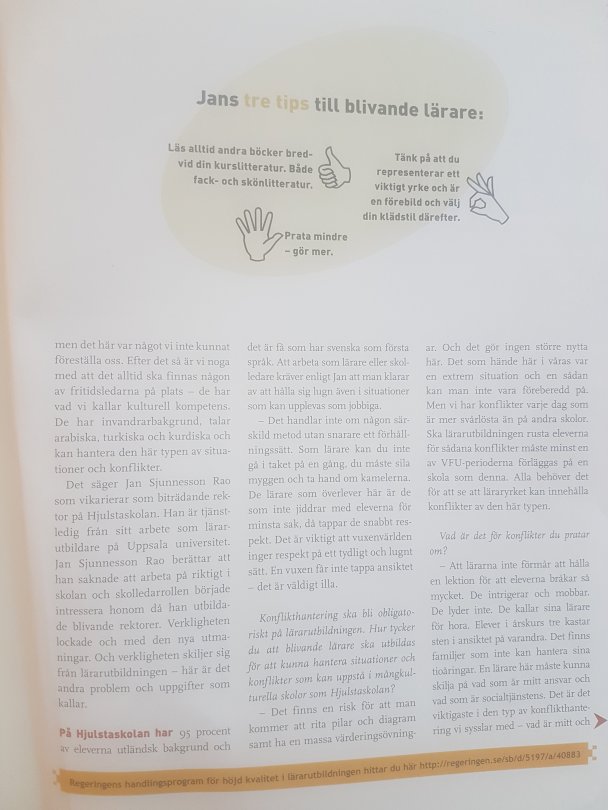 Jans tre tips till blivande lärare:
Läs alltid andra böcker bred-
vid din kurslitteratur. Både
fack- och skönlitteratur.
Tänk på att du
representerar ett
viktigt yrke och är
en förebild och välj
din klädstil därefter.
Prata mindre
– gör mer.
men det här var något vi inte kunnat
föreställa oss. Efter det så är vi noga
med att det alltid ska finnas någon
av fritidsledarna på plats – de har
vad vi kallar kulturell kompetens.
De har invandrarbakgrund, talar
arabiska, turkiska och kurdiska och
kan hantera den här typen av situa-
tioner och konflikter.
Det säger Jan Sjunnesson Rao
som vikarierar som biträdande rek-
tor på Hjulstaskolan. Han är tjänst-
ledig från sitt arbete som lärar-
utbildare på Uppsala universitet.
Jan Sjunnesson Rao berättar att
han saknade att arbeta på riktigt i
skolan och skolledarrollen började
intressera honom då han utbilda-
de blivande rektorer. Verkligheten
lockade och med den nya utma-
ningar. Och verkligheten skiljer sig
från lärarutbildningen – här är det
andra problem och uppgifter som
kallar.
På Hjulstaskolan har 95 procent
av eleverna utländsk bakgrund och
det är få som har svenska som första
språk. Att arbeta som lärare eller skol-
ledare kräver enligt Jan att man klarar
av att hålla sig lugn även i situationer
som kan upplevas som jobbiga.
– Det handlar inte om någon sär-
skild metod utan snarare ett förhåll-
ningssätt. Som lärare kan du inte
gå i taket på en gång, du måste sila
myggen och ta hand om kamelerna.
De lärare som överlever här är de
som inte jiddrar med eleverna för
minsta sak, då tappar de snabbt res-
pekt. Det är viktigt att vuxenvärlden
inger respekt på ett tydligt och lugnt
sätt. En vuxen får inte tappa ansiktet
– det är väldigt illa.
Konflikthantering ska bli obligato-
riskt på lärarutbildningen. Hur tycker
du att blivande lärare ska utbildas
för att kunna hantera situationer och
konflikter som kan uppstå i mångkul-
turella skolor som Hjulstaskolan?
– Det finns en risk för att man
kommer att rita pilar och diagram
samt ha en massa värderingsövning-
ar. Och det gör ingen större nytta
här. Det som hände här i våras var
en extrem situation och en sådan
kan man inte vara förberedd på.
Men vi har konflikter varje dag som
är mer svårlösta än på andra skolor.
Ska lärarutbildningen rusta eleverna
för sådana konflikter måste minst en
av VFU-perioderna förläggas på en
skola som denna. Alla behöver det
för att se att läraryrket kan innehålla
konflikter av den här typen.
Vad är det för konflikter du pratar
om?
– Att lärarna inte förmår att hålla
en lektion för att eleverna bråkar så
mycket. De intrigerar och mobbar.
De lyder inte. De kallar sina lärare
för hora. Elever i årskurs tre kastar
sten i ansiktet på varandra. Det finns
familjer som inte kan hantera sina
tioåringar. En lärare här måste kunna
skilja på vad som är mitt ansvar och
vad som är socialtjänstens. Det är det
viktigaste i den typ av konflikthante-
ring vi sysslar med – vad är mitt och
Regeringens handlingsprogram för höjd kvalitet i lärarutbildningen hittar du här http://regeringen.se/sb/d/5197/a/40883